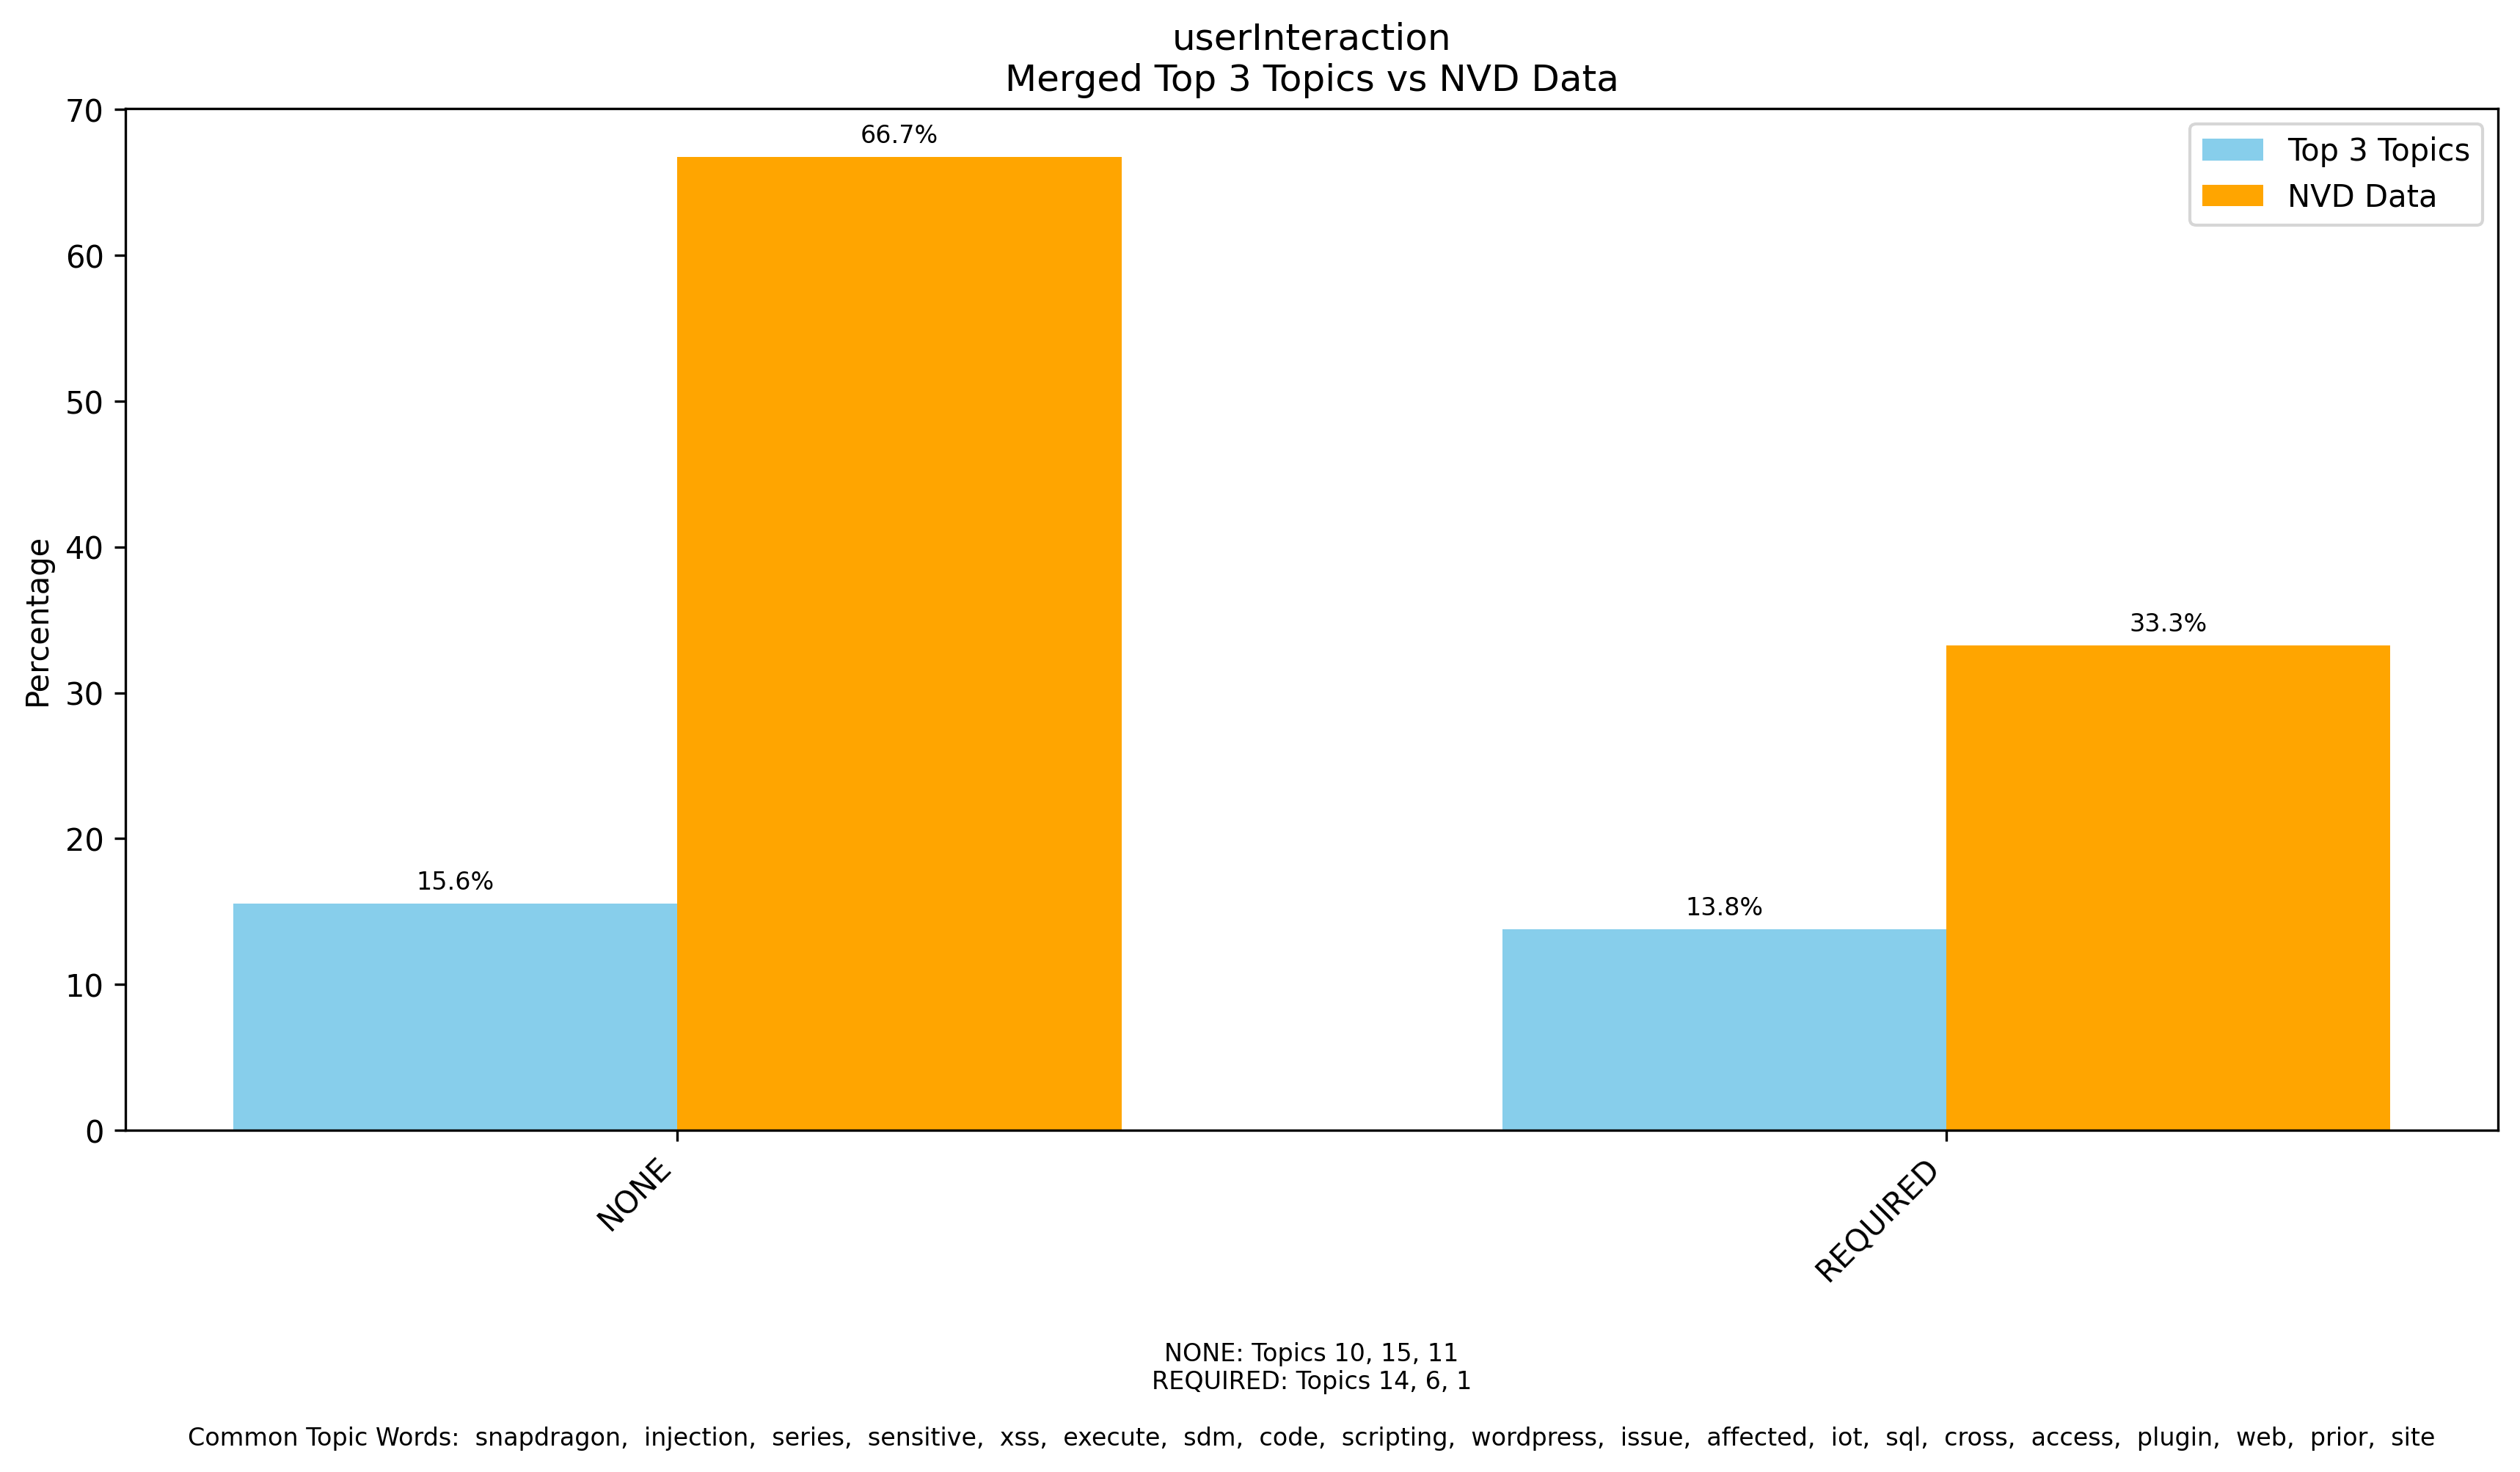 userInteraction
Merged Top 3 Topics vs NVD Data
70
60
50
40
30
20
10
0
Percentage
66.7%
15.6%
33.3%
13.8%
Top 3 Topics
NVD Data
NONE
REQUIRED
NONE: Topics 10, 15, 11
REQUIRED: Topics 14, 6, 1
Common Topic Words: snapdragon, injection, series, sensitive, xss, execute, sdm, code, scripting, wordpress, issue, affected, iot, sql, cross, access, plugin, web, prior, site